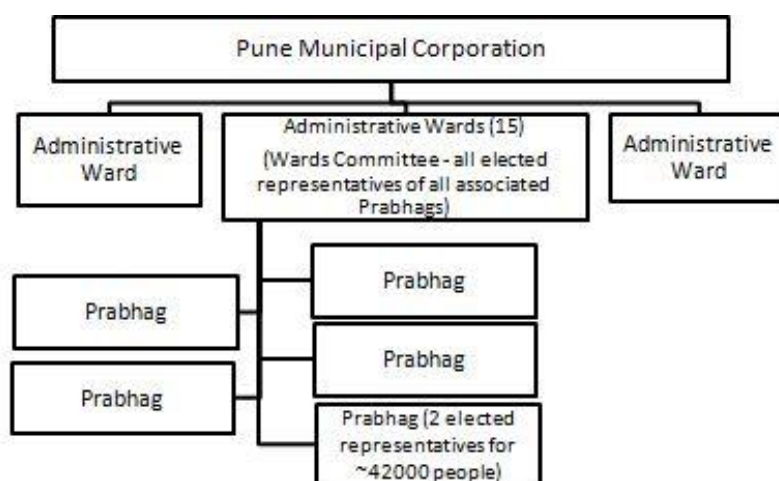 Pune Municipal Corporation
Administrative
Ward
Administrative Wards (15)
(Wards Committee - all elected
representatives of all associated
Prabhags)
Administrative
Ward
Prabhag
Prabhag
Prabhag
Prabhag
Prabhag (2 elected
representatives for
~42000 people)